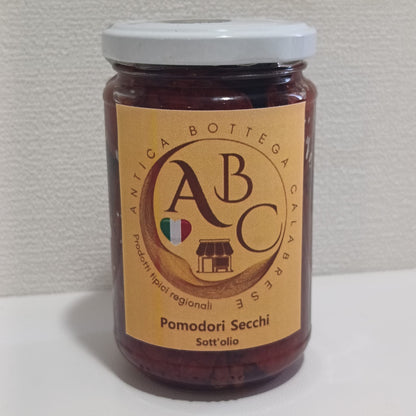 ANTICA BOTTEGA CALABRESE
ABC
Prodotti tipici regionali
Pomodori Secchi
Sott'olio